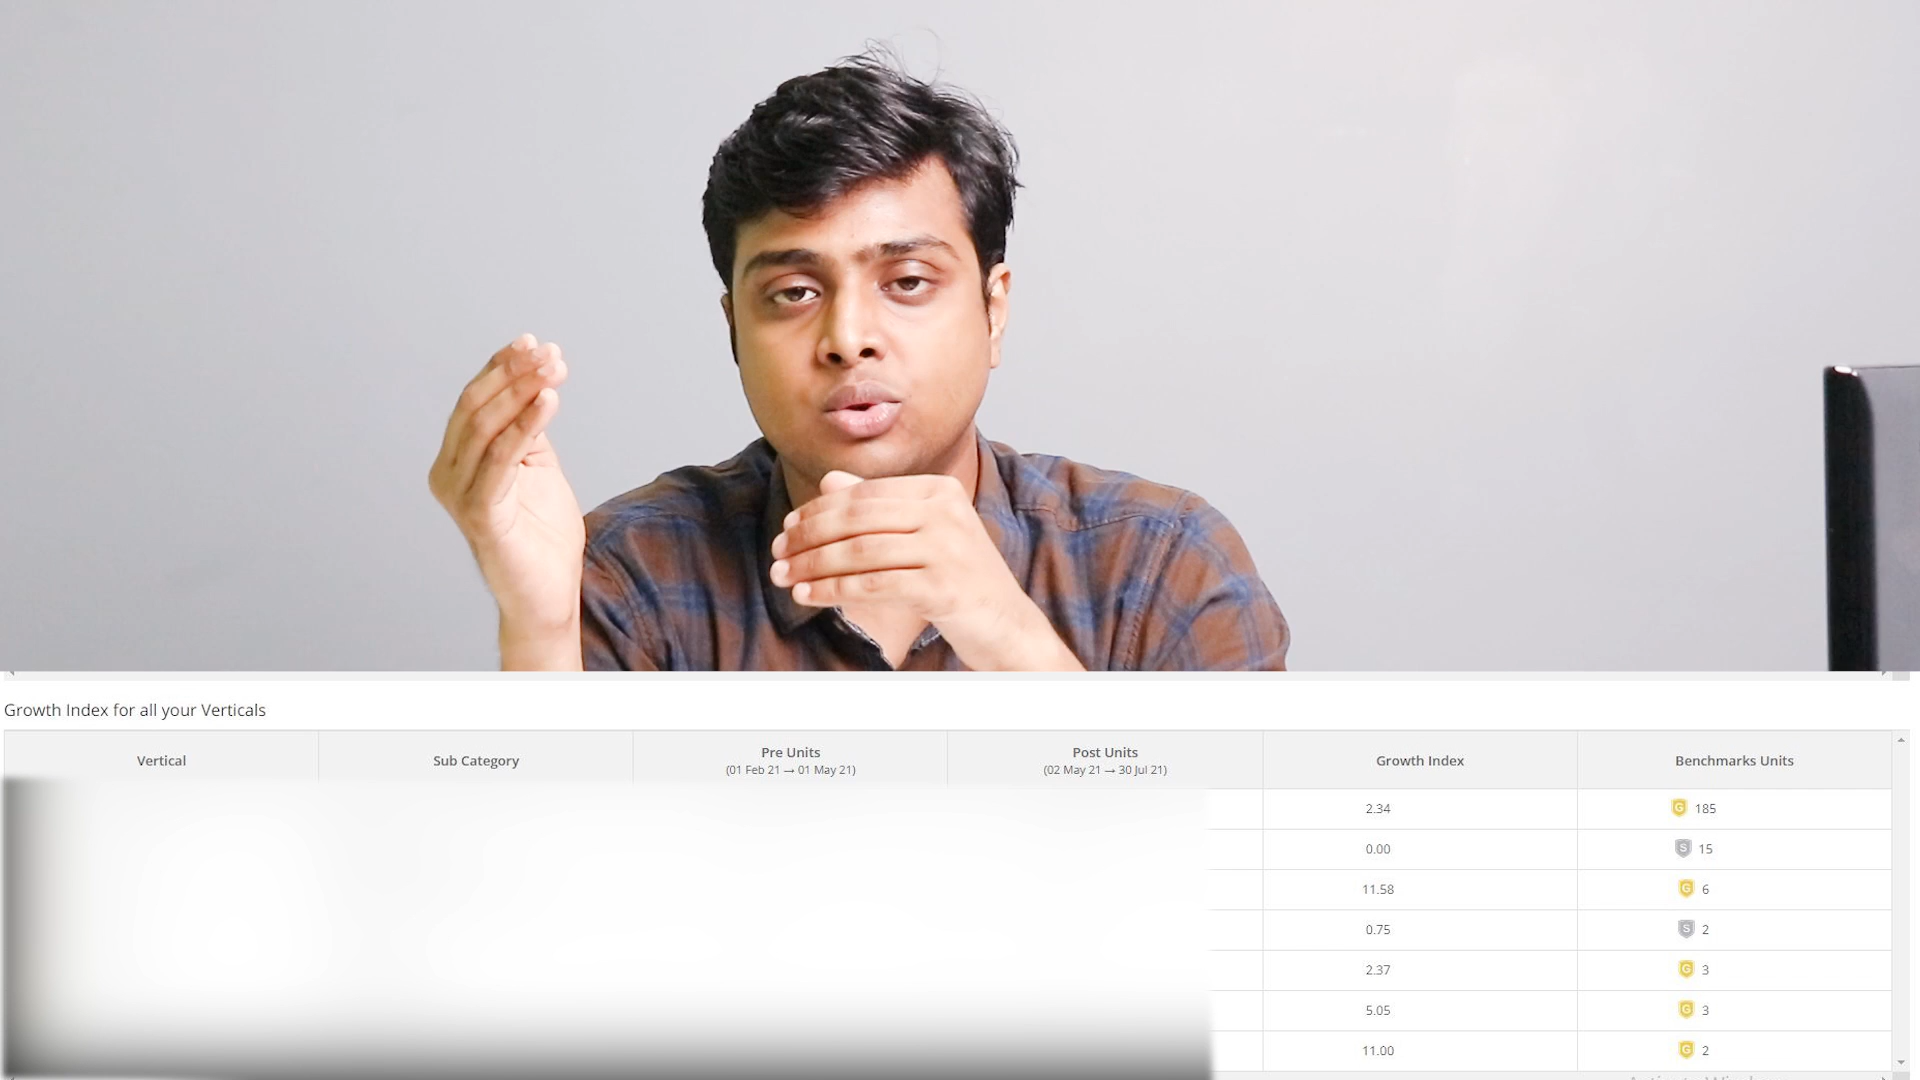 Growth Index for all your Verticals
Vertical Sub Category Pre Units Post Units Growth Index Benchmarks Units
(01 Feb 21 → 01 May 21) (02 May 21 → 30 Jul 21)
2.34 G 185
0.00 S 15
11.58 G 6
0.75 S 2
2.37 G 3
5.05 G 3
11.00 G 2